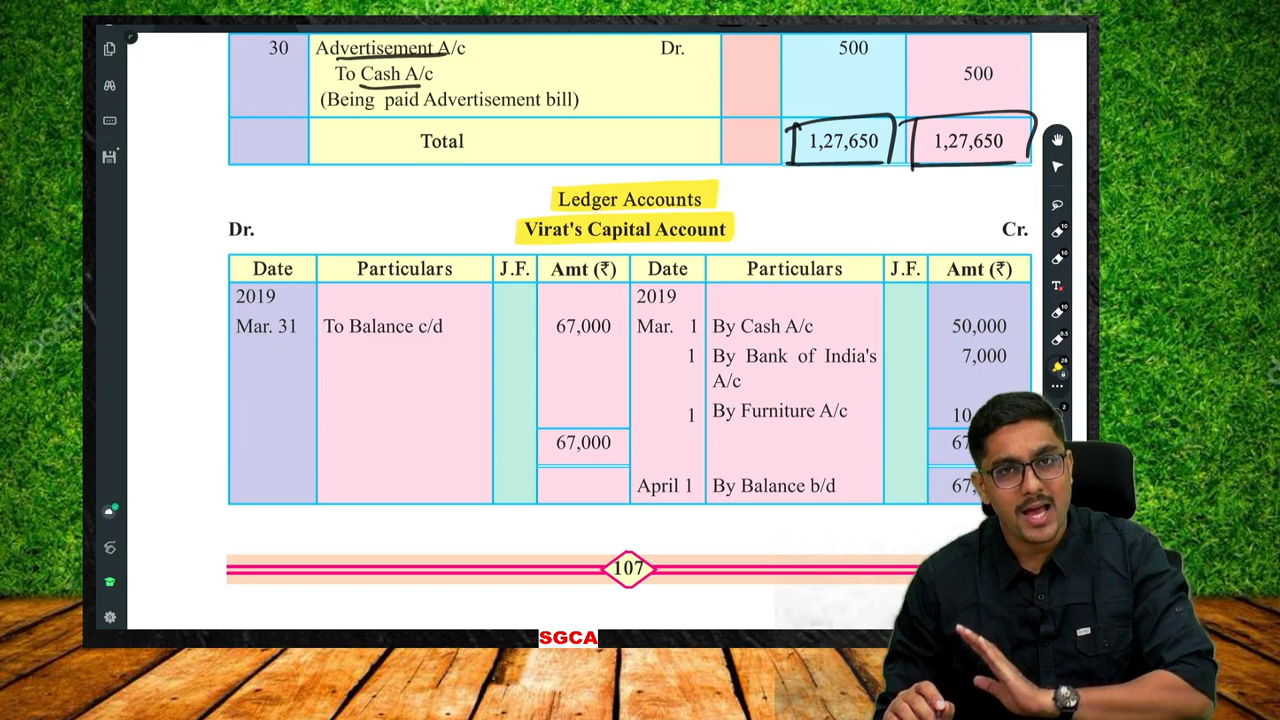 30 Advertisement A/c Dr. 500
To Cash A/c 500
(Being paid Advertisement bill)
Total 1,27,650 1,27,650
Ledger Accounts
Dr. Virat's Capital Account Cr.
Date Particulars J.F. Amt (₹) Date Particulars J.F. Amt (₹)
2019 2019
Mar. 31 To Balance c/d 67,000 Mar. 1 By Cash A/c 50,000
1 By Bank of India's 7,000
A/c
1 By Furniture A/c 10
67,000 67
April 1 By Balance b/d 67,
107
SGCA